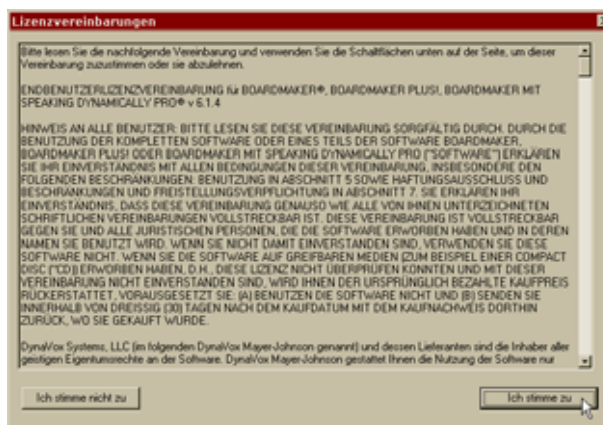 Lizenzvereinbarungen
Bitte lesen Sie die nachfolgende Vereinbarung und verwenden Sie die Schaltflächen unten auf der Seite, um dieser
Vereinbarung zuzustimmen oder sie abzulehnen.
ENDBENUTZERLIZENZVEREINBARUNG für BOARDMAKER®, BOARDMAKER PLUS!, BOARDMAKER MIT
SPEAKING DYNAMICALLY PRO® v 6.1.4
HINWEIS AN ALLE BENUTZER: BITTE LESEN SIE DIESE VEREINBARUNG SORGFÄLTIG DURCH. DURCH DIE
BENUTZUNG DER KOMPLETTEN SOFTWARE ODER EINES TEILS DER SOFTWARE BOARDMAKER,
BOARDMAKER PLUS! ODER BOARDMAKER MIT SPEAKING DYNAMICALLY PRO ("SOFTWARE") ERKLÄREN
SIE IHR EINVERSTÄNDNIS MIT ALLEN BEDINGUNGEN DIESER VEREINBARUNG, INSBESONDERE DEN
FOLGENDEN BESCHRÄNKUNGEN: BENUTZUNG IN ABSCHNITT 5 SOWIE HAFTUNGSAUSSCHLUSS UND
BESCHRÄNKUNGEN UND FREISTELLUNGSVERPFLICHTUNG IN ABSCHNITT 7. SIE ERKLÄREN IHR
EINVERSTÄNDNIS, DASS DIESE VEREINBARUNG GENAUSO WIE ALLE VON IHNEN UNTERZEICHNETEN
SCHRIFTLICHEN VEREINBARUNGEN VOLLSTRECKBAR IST. DIESE VEREINBARUNG IST VOLLSTRECKBAR
GEGEN SIE UND ALLE JURISTISCHEN PERSONEN, DIE DIE SOFTWARE ERWORBEN HABEN UND IN DEREN
NAMEN SIE BENUTZT WIRD. WENN SIE NICHT DAMIT EINVERSTANDEN SIND, VERWENDEN SIE DIESE
SOFTWARE NICHT. WENN SIE DIE SOFTWARE AUF GREIFBAREN MEDIEN (ZUM BEISPIEL EINER COMPACT
DISC ("CD)) ERWORBEN HABEN, D.H., DIESE LIZENZ NICHT ÜBERPRÜFEN KONNTEN UND MIT DIESER
VEREINBARUNG NICHT EINVERSTANDEN SIND, WIRD IHNEN DER URSPRÜNGLICH BEZAHLTE KAUFPREIS
RÜCKERSTATTET, VORAUSGESETZT SIE: (A) BENUTZEN DIE SOFTWARE NICHT UND (B) SENDEN SIE
INNERHALB VON DREISSIG (30) TAGEN NACH DEM KAUFDATUM MIT DEM KAUFNACHWEIS DORTHIN
ZURÜCK, WO SIE GEKAUFT WURDE.
DynaVox Systems, LLC (im folgenden DynaVox Mayer-Johnson genannt) und dessen Lieferanten sind die Inhaber aller
geistigen Eigentumsrechte an der Software. DynaVox Mayer-Johnson gestattet Ihnen die Nutzung der Software nur
Ich stimme nicht zu
Ich stimme zu